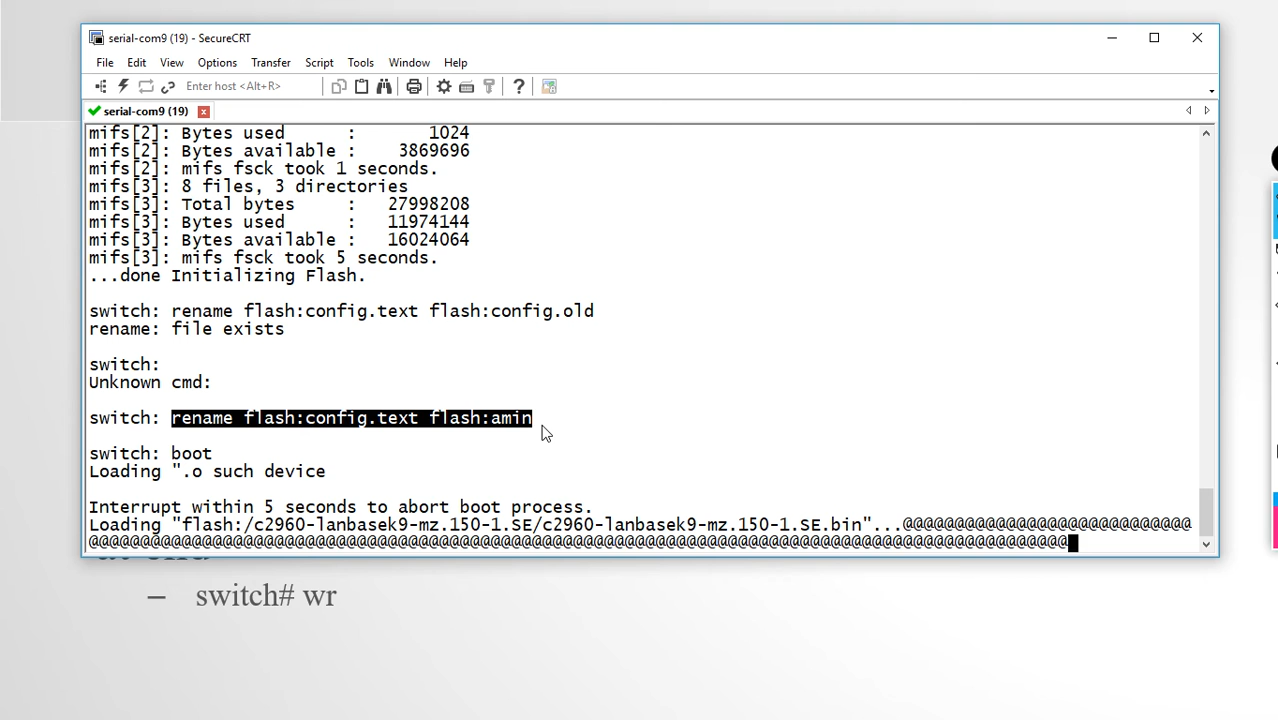 serial-com9 (19) - SecureCRT
File Edit View Options Transfer Script Tools Window Help
Enter host <Alt+R>
serial-com9 (19)
mifs[2]: Bytes used : 1024
mifs[2]: Bytes available : 3869696
mifs[2]: mifs fsck took 1 seconds.
mifs[3]: 8 files, 3 directories
mifs[3]: Total bytes : 27998208
mifs[3]: Bytes used : 11974144
mifs[3]: Bytes available : 16024064
mifs[3]: mifs fsck took 5 seconds.
...done Initializing Flash.
switch: rename flash:config.text flash:config.old
rename: file exists
switch:
Unknown cmd:
switch: rename flash:config.text flash:amin
switch: boot
Loading ".o such device
Interrupt within 5 seconds to abort boot process.
Loading "flash:/c2960-lanbasek9-mz.150-1.SE/c2960-lanbasek9-mz.150-1.SE.bin"...@@@@@@@@@@@@@@@@@@@@@@@@@@@@
@@@@@@@@@@@@@@@@@@@@@@@@@@@@@@@@@@@@@@@@@@@@@@@@@@@@@@@@@@@@@@@@@@@@@@@@@@@@@@@@@@@@@@@@@@@@@@@@
– switch# wr